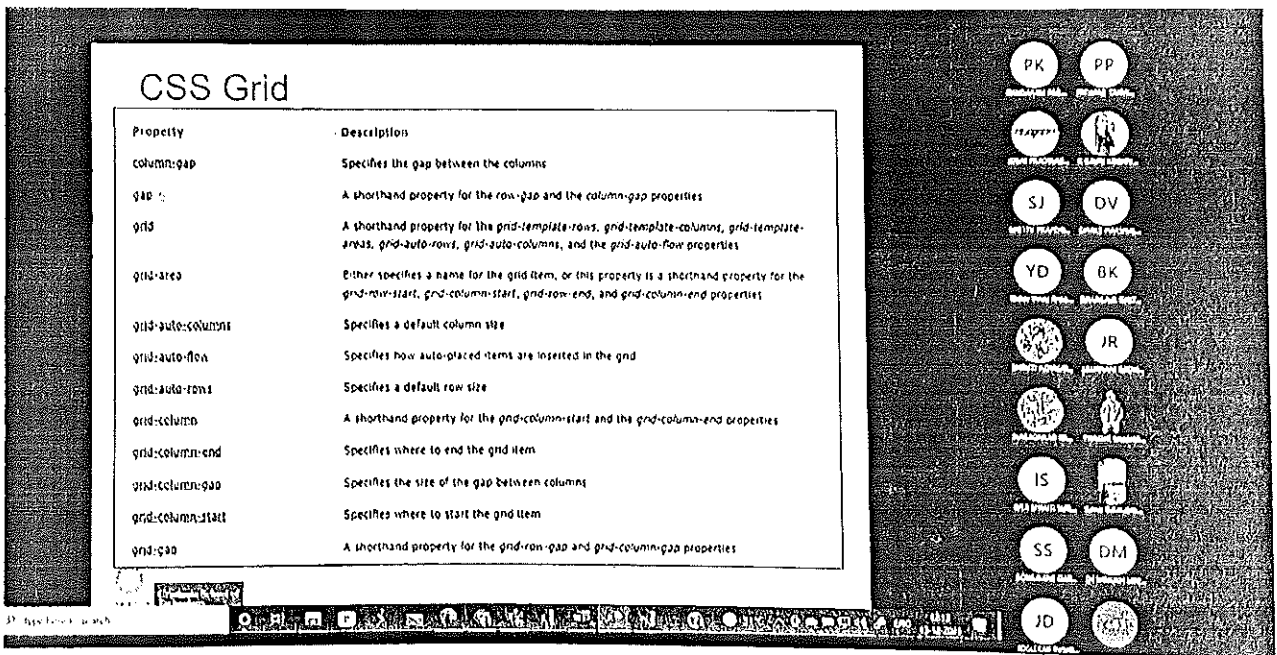 CSS Grid
Property Description
column-gap Specifies the gap between the columns
gap A shorthand property for the row-gap and the column-gap properties
grid A shorthand property for the grid-template-rows, grid-template-columns, grid-template-
areas, grid-auto-rows, grid-auto-columns, and the grid-auto-flow properties
grid-area Either specifies a name for the grid item, or this property is a shorthand property for the
grid-row-start, grid-column-start, grid-row-end, and grid-column-end properties
grid-auto-columns Specifies a default column size
grid-auto-flow Specifies how auto-placed items are inserted in the grid
grid-auto-rows Specifies a default row size
grid-column A shorthand property for the grid-column-start and the grid-column-end properties
grid-column-end Specifies where to end the grid item
grid-column-gap Specifies the size of the gap between columns
grid-column-start Specifies where to start the grid item
grid-gap A shorthand property for the grid-row-gap and grid-column-gap properties
PK PP
SJ DV
YD BK
JR
IS
SS DM
JD